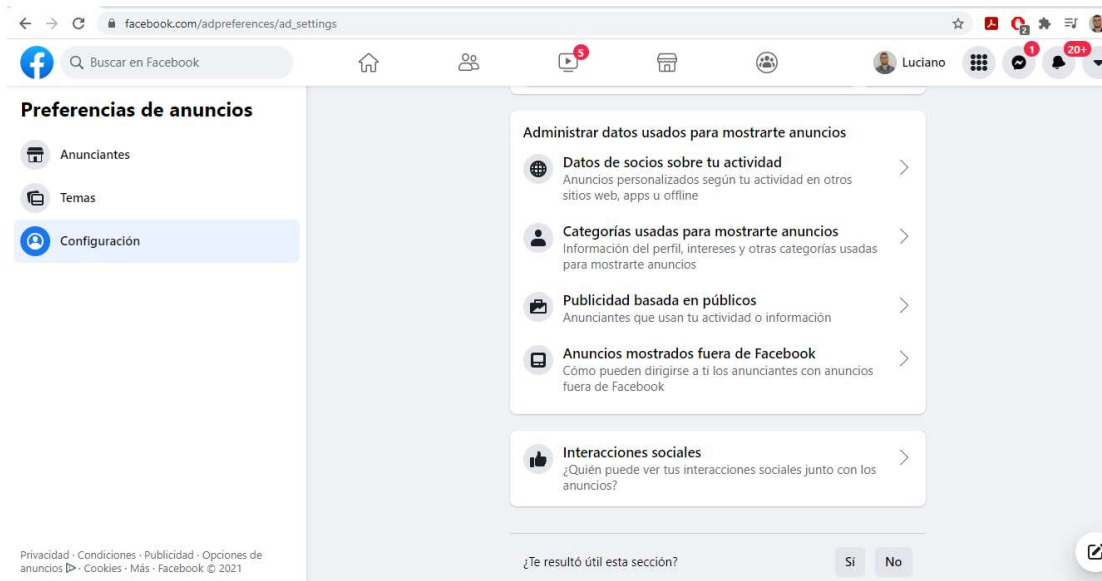 facebook.com/adpreferences/ad_settings
2
Buscar en Facebook
5
Luciano
1
20+
Preferencias de anuncios
Anunciantes
Temas
Configuración
Administrar datos usados para mostrarte anuncios
Datos de socios sobre tu actividad
Anuncios personalizados según tu actividad en otros
sitios web, apps u offline
Categorías usadas para mostrarte anuncios
Información del perfil, intereses y otras categorías usadas
para mostrarte anuncios
Publicidad basada en públicos
Anunciantes que usan tu actividad o información
Anuncios mostrados fuera de Facebook
Cómo pueden dirigirse a ti los anunciantes con anuncios
fuera de Facebook
Interacciones sociales
¿Quién puede ver tus interacciones sociales junto con los
anuncios?
¿Te resultó útil esta sección?
Sí No
Privacidad · Condiciones · Publicidad · Opciones de
anuncios · Cookies · Más · Facebook © 2021